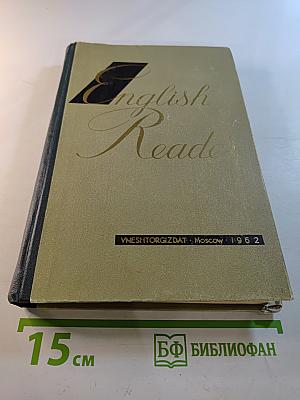 English
Reade
VNESHTORGIZDAT · Moscow · 1962
15 см
БФ БИБЛИОФАН